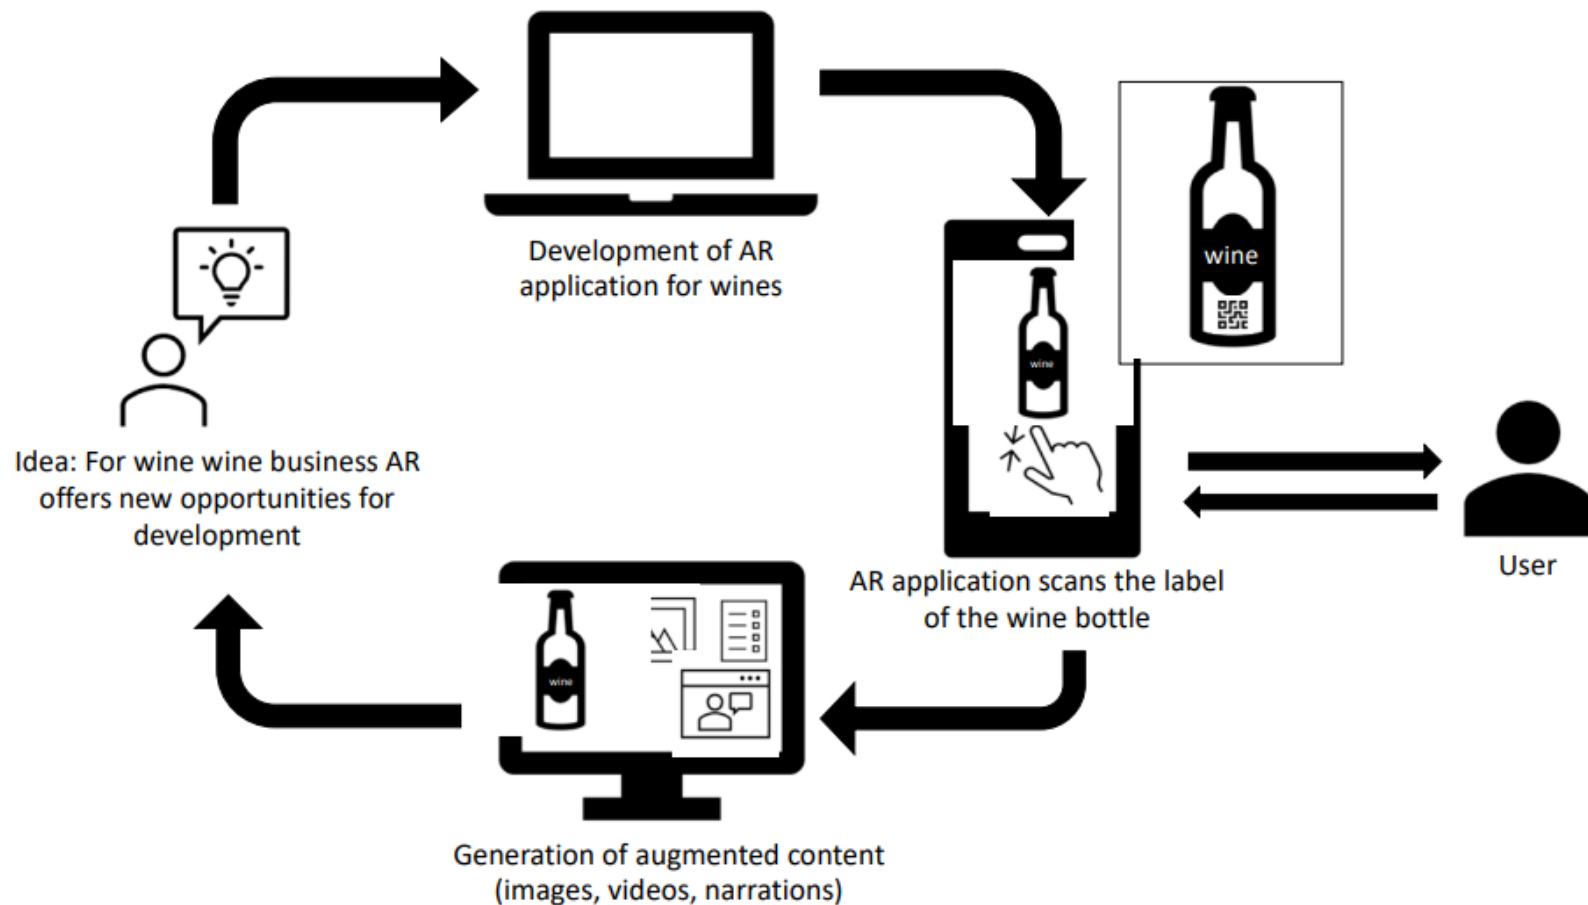 Development of AR
application for wines
wine
wine
Idea: For wine wine business AR
offers new opportunities for
development
AR application scans the label
of the wine bottle
User
wine
Generation of augmented content
(images, videos, narrations)